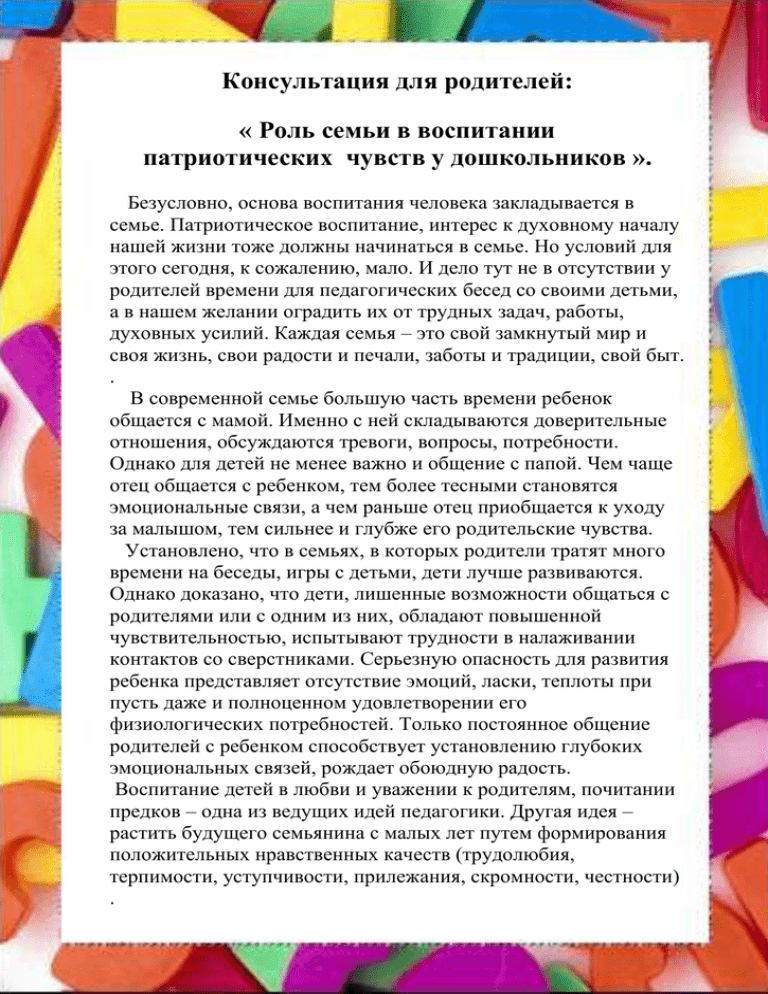 Консультация для родителей:
« Роль семьи в воспитании
патриотических чувств у дошкольников ».
Безусловно, основа воспитания человека закладывается в
семье. Патриотическое воспитание, интерес к духовному началу
нашей жизни тоже должны начинаться в семье. Но условий для
этого сегодня, к сожалению, мало. И дело тут не в отсутствии у
родителей времени для педагогических бесед со своими детьми,
а в нашем желании оградить их от трудных задач, работы,
духовных усилий. Каждая семья – это свой замкнутый мир и
своя жизнь, свои радости и печали, заботы и традиции, свой быт.
.
В современной семье большую часть времени ребенок
общается с мамой. Именно с ней складываются доверительные
отношения, обсуждаются тревоги, вопросы, потребности.
Однако для детей не менее важно и общение с папой. Чем чаще
отец общается с ребенком, тем более тесными становятся
эмоциональные связи, а чем раньше отец приобщается к уходу
за малышом, тем сильнее и глубже его родительские чувства.
Установлено, что в семьях, в которых родители тратят много
времени на беседы, игры с детьми, дети лучше развиваются.
Однако доказано, что дети, лишенные возможности общаться с
родителями или с одним из них, обладают повышенной
чувствительностью, испытывают трудности в налаживании
контактов со сверстниками. Серьезную опасность для развития
ребенка представляет отсутствие эмоций, ласки, теплоты при
пусть даже и полноценном удовлетворении его
физиологических потребностей. Только постоянное общение
родителей с ребенком способствует установлению глубоких
эмоциональных связей, рождает обоюдную радость.
Воспитание детей в любви и уважении к родителям, почитании
предков – одна из ведущих идей педагогики. Другая идея –
растить будущего семьянина с малых лет путем формирования
положительных нравственных качеств (трудолюбия,
терпимости, уступчивости, прилежания, скромности, честности)
.